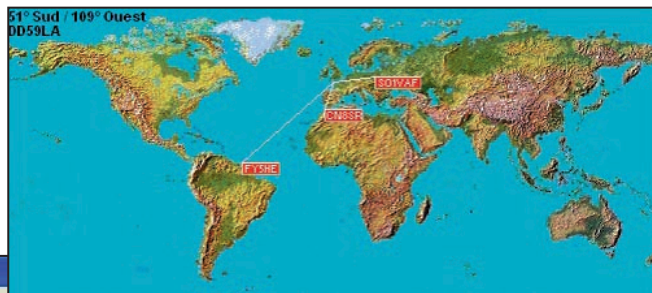 51° Sud / 109° Ouest
DD59LA
SO1VAF
CN8SR
FY5HE